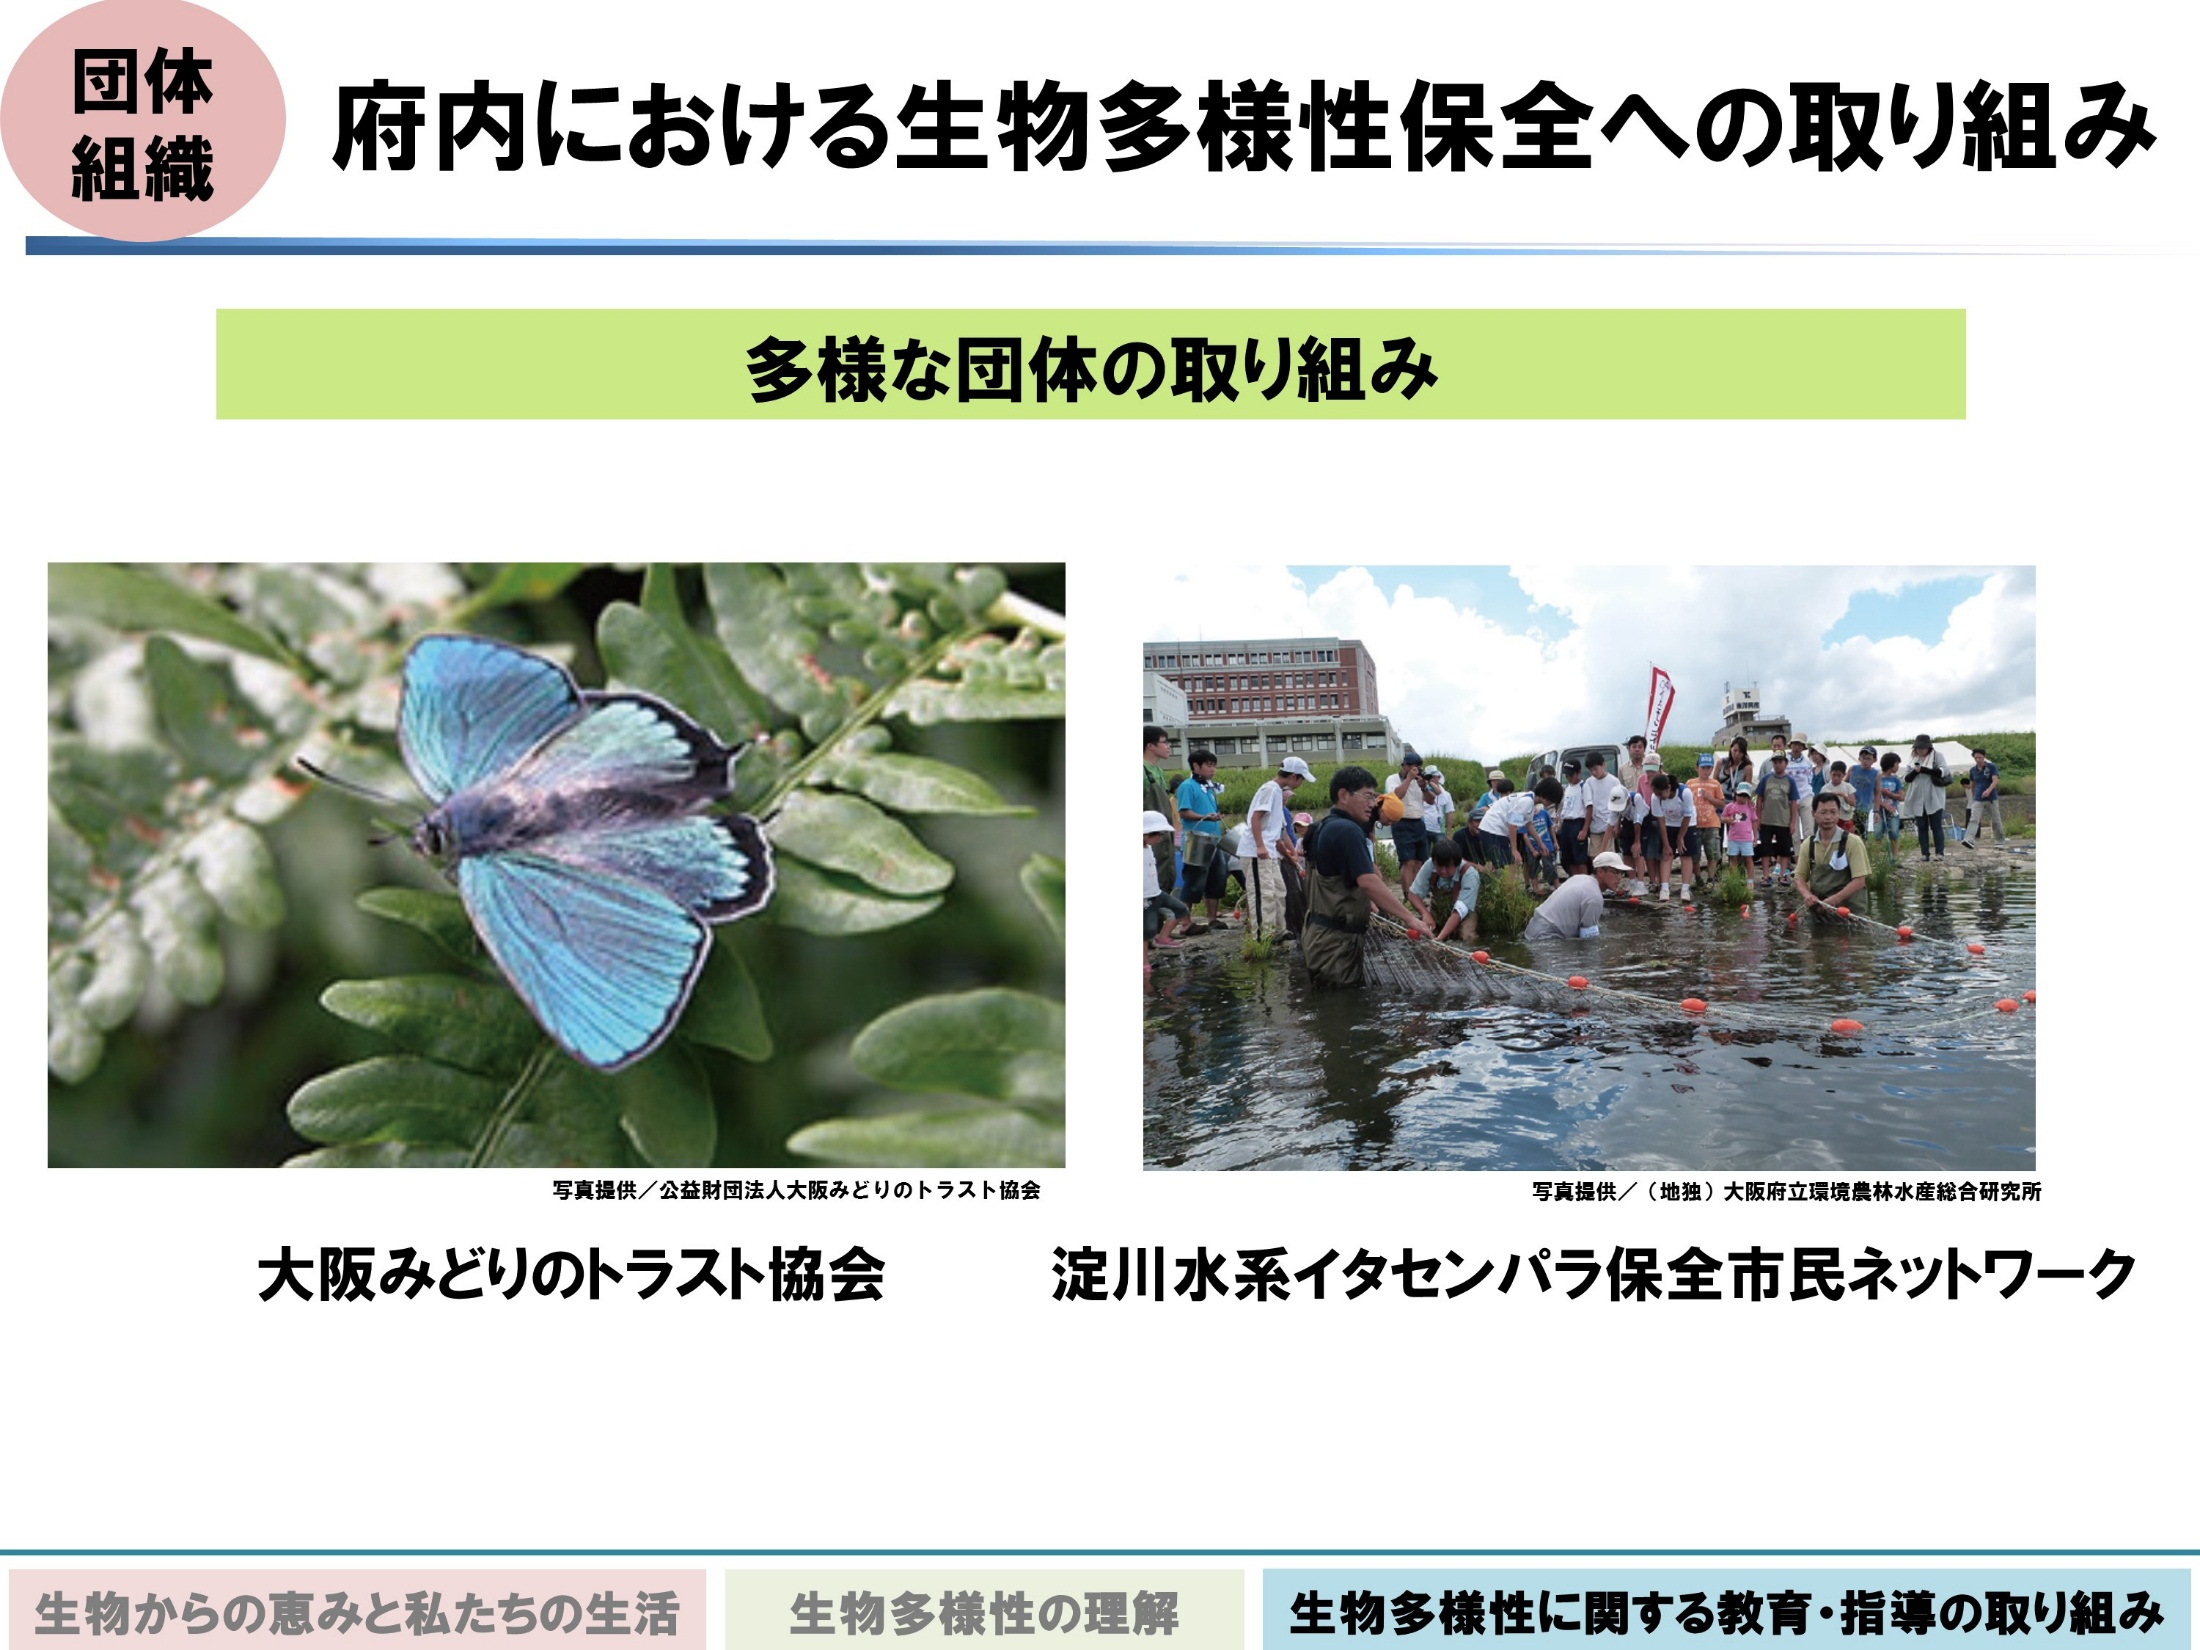 団体
組織
府内における生物多様性保全への取り組み
多様な団体の取り組み
写真提供／公益財団法人大阪みどりのトラスト協会
写真提供／（地独）大阪府立環境農林水産総合研究所
大阪みどりのトラスト協会
淀川水系イタセンパラ保全市民ネットワーク
生物からの恵みと私たちの生活
生物多様性の理解
生物多様性に関する教育・指導の取り組み